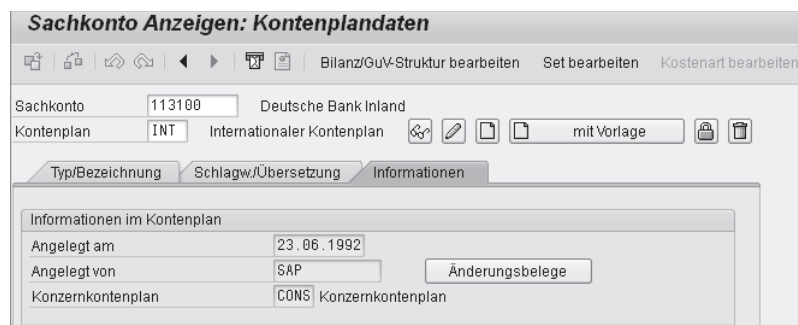 Sachkonto Anzeigen: Kontenplandaten
Bilanz/GuV-Struktur bearbeiten Set bearbeiten Kostenart bearbeiten
Sachkonto 113100 Deutsche Bank Inland
Kontenplan INT Internationaler Kontenplan mit Vorlage
Typ/Bezeichnung Schlagw./Übersetzung Informationen
Informationen im Kontenplan
Angelegt am 23.06.1992
Angelegt von SAP Änderungsbelege
Konzernkontenplan CONS Konzernkontenplan